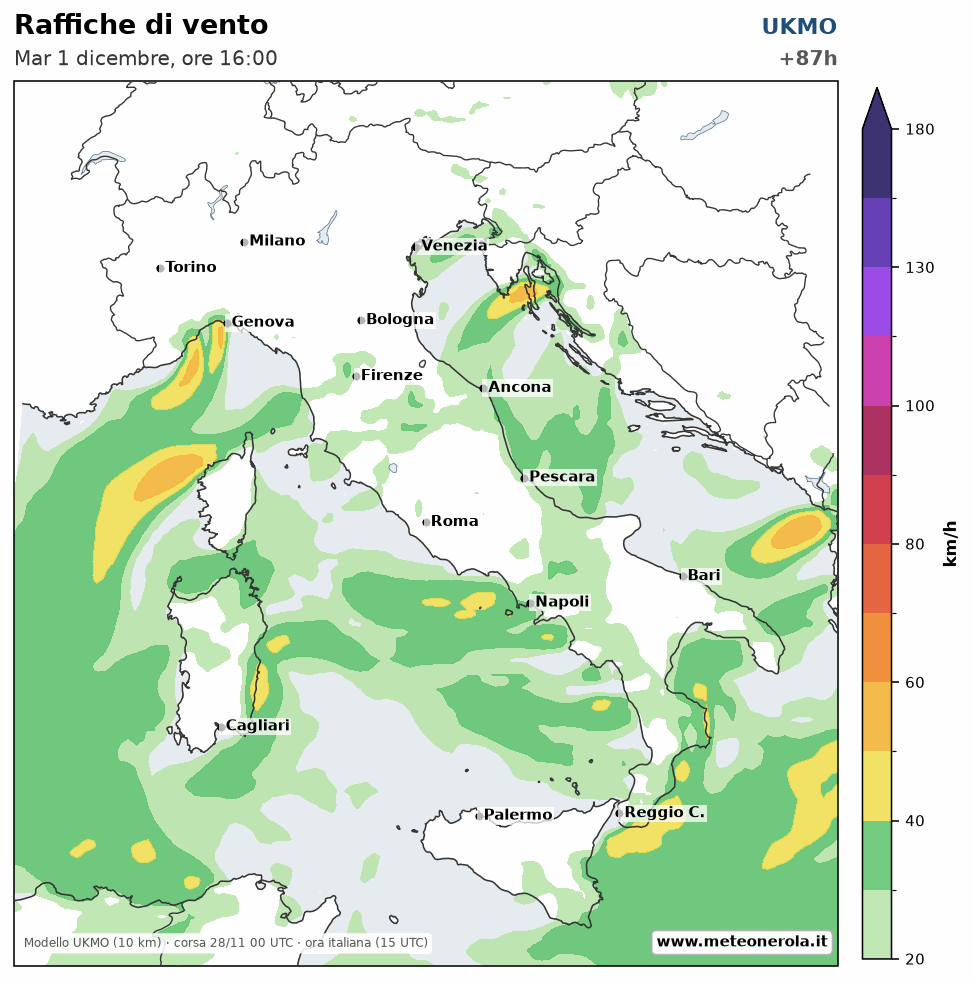 Raffiche di vento
UKMO
Mar 1 dicembre, ore 16:00
+87h
Milano
Venezia
Torino
Genova
Bologna
Firenze
Ancona
Pescara
Roma
Bari
Napoli
Cagliari
Palermo
Reggio C.
180
130
100
80
60
40
20
km/h
Modello UKMO (10 km) · corsa 28/11 00 UTC · ora italiana (15 UTC)
www.meteonerola.it